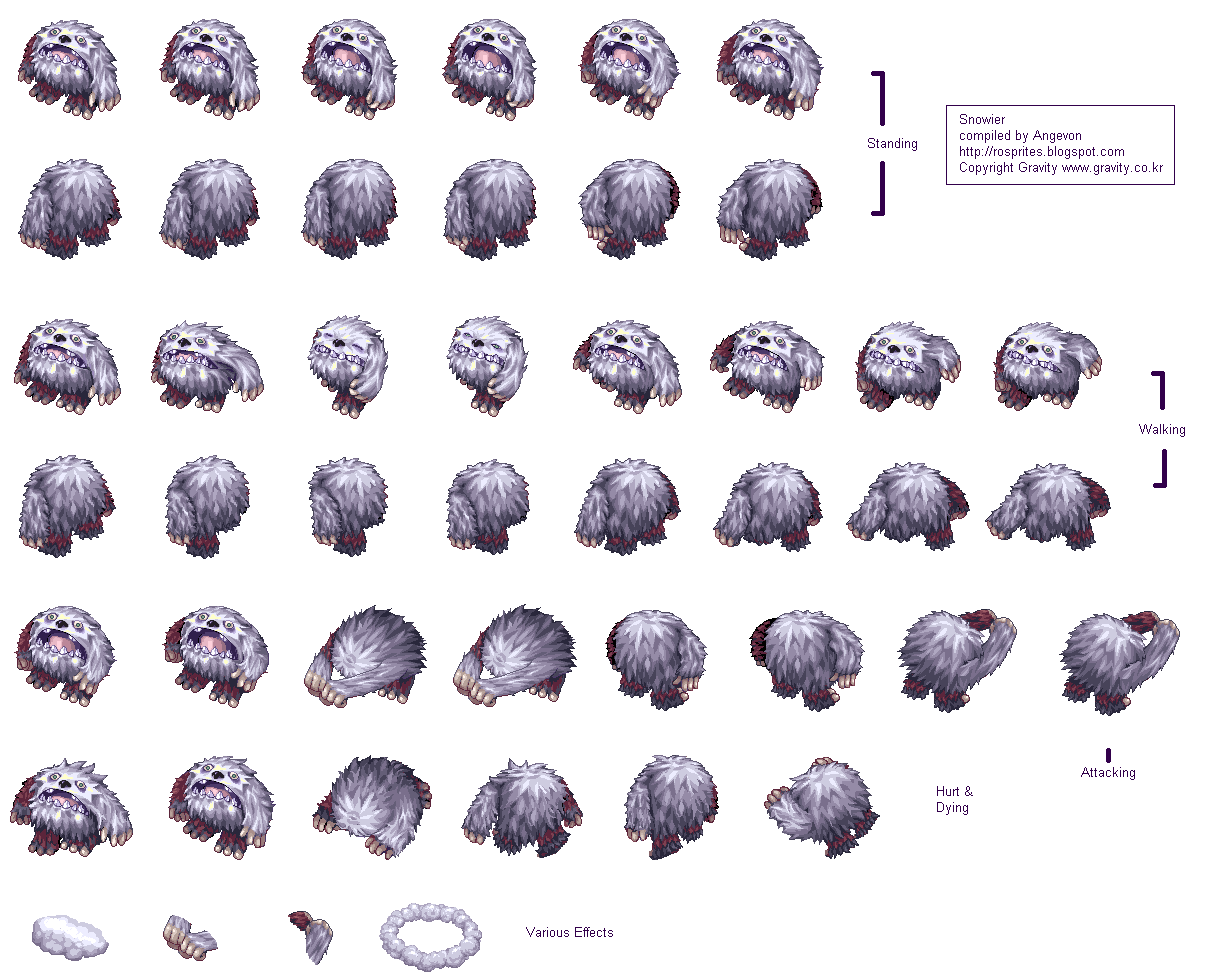 Standing
Snowier
compiled by Angevon
http://rosprites.blogspot.com
Copyright Gravity www.gravity.co.kr
Walking
Attacking
Hurt &
Dying
Various Effects